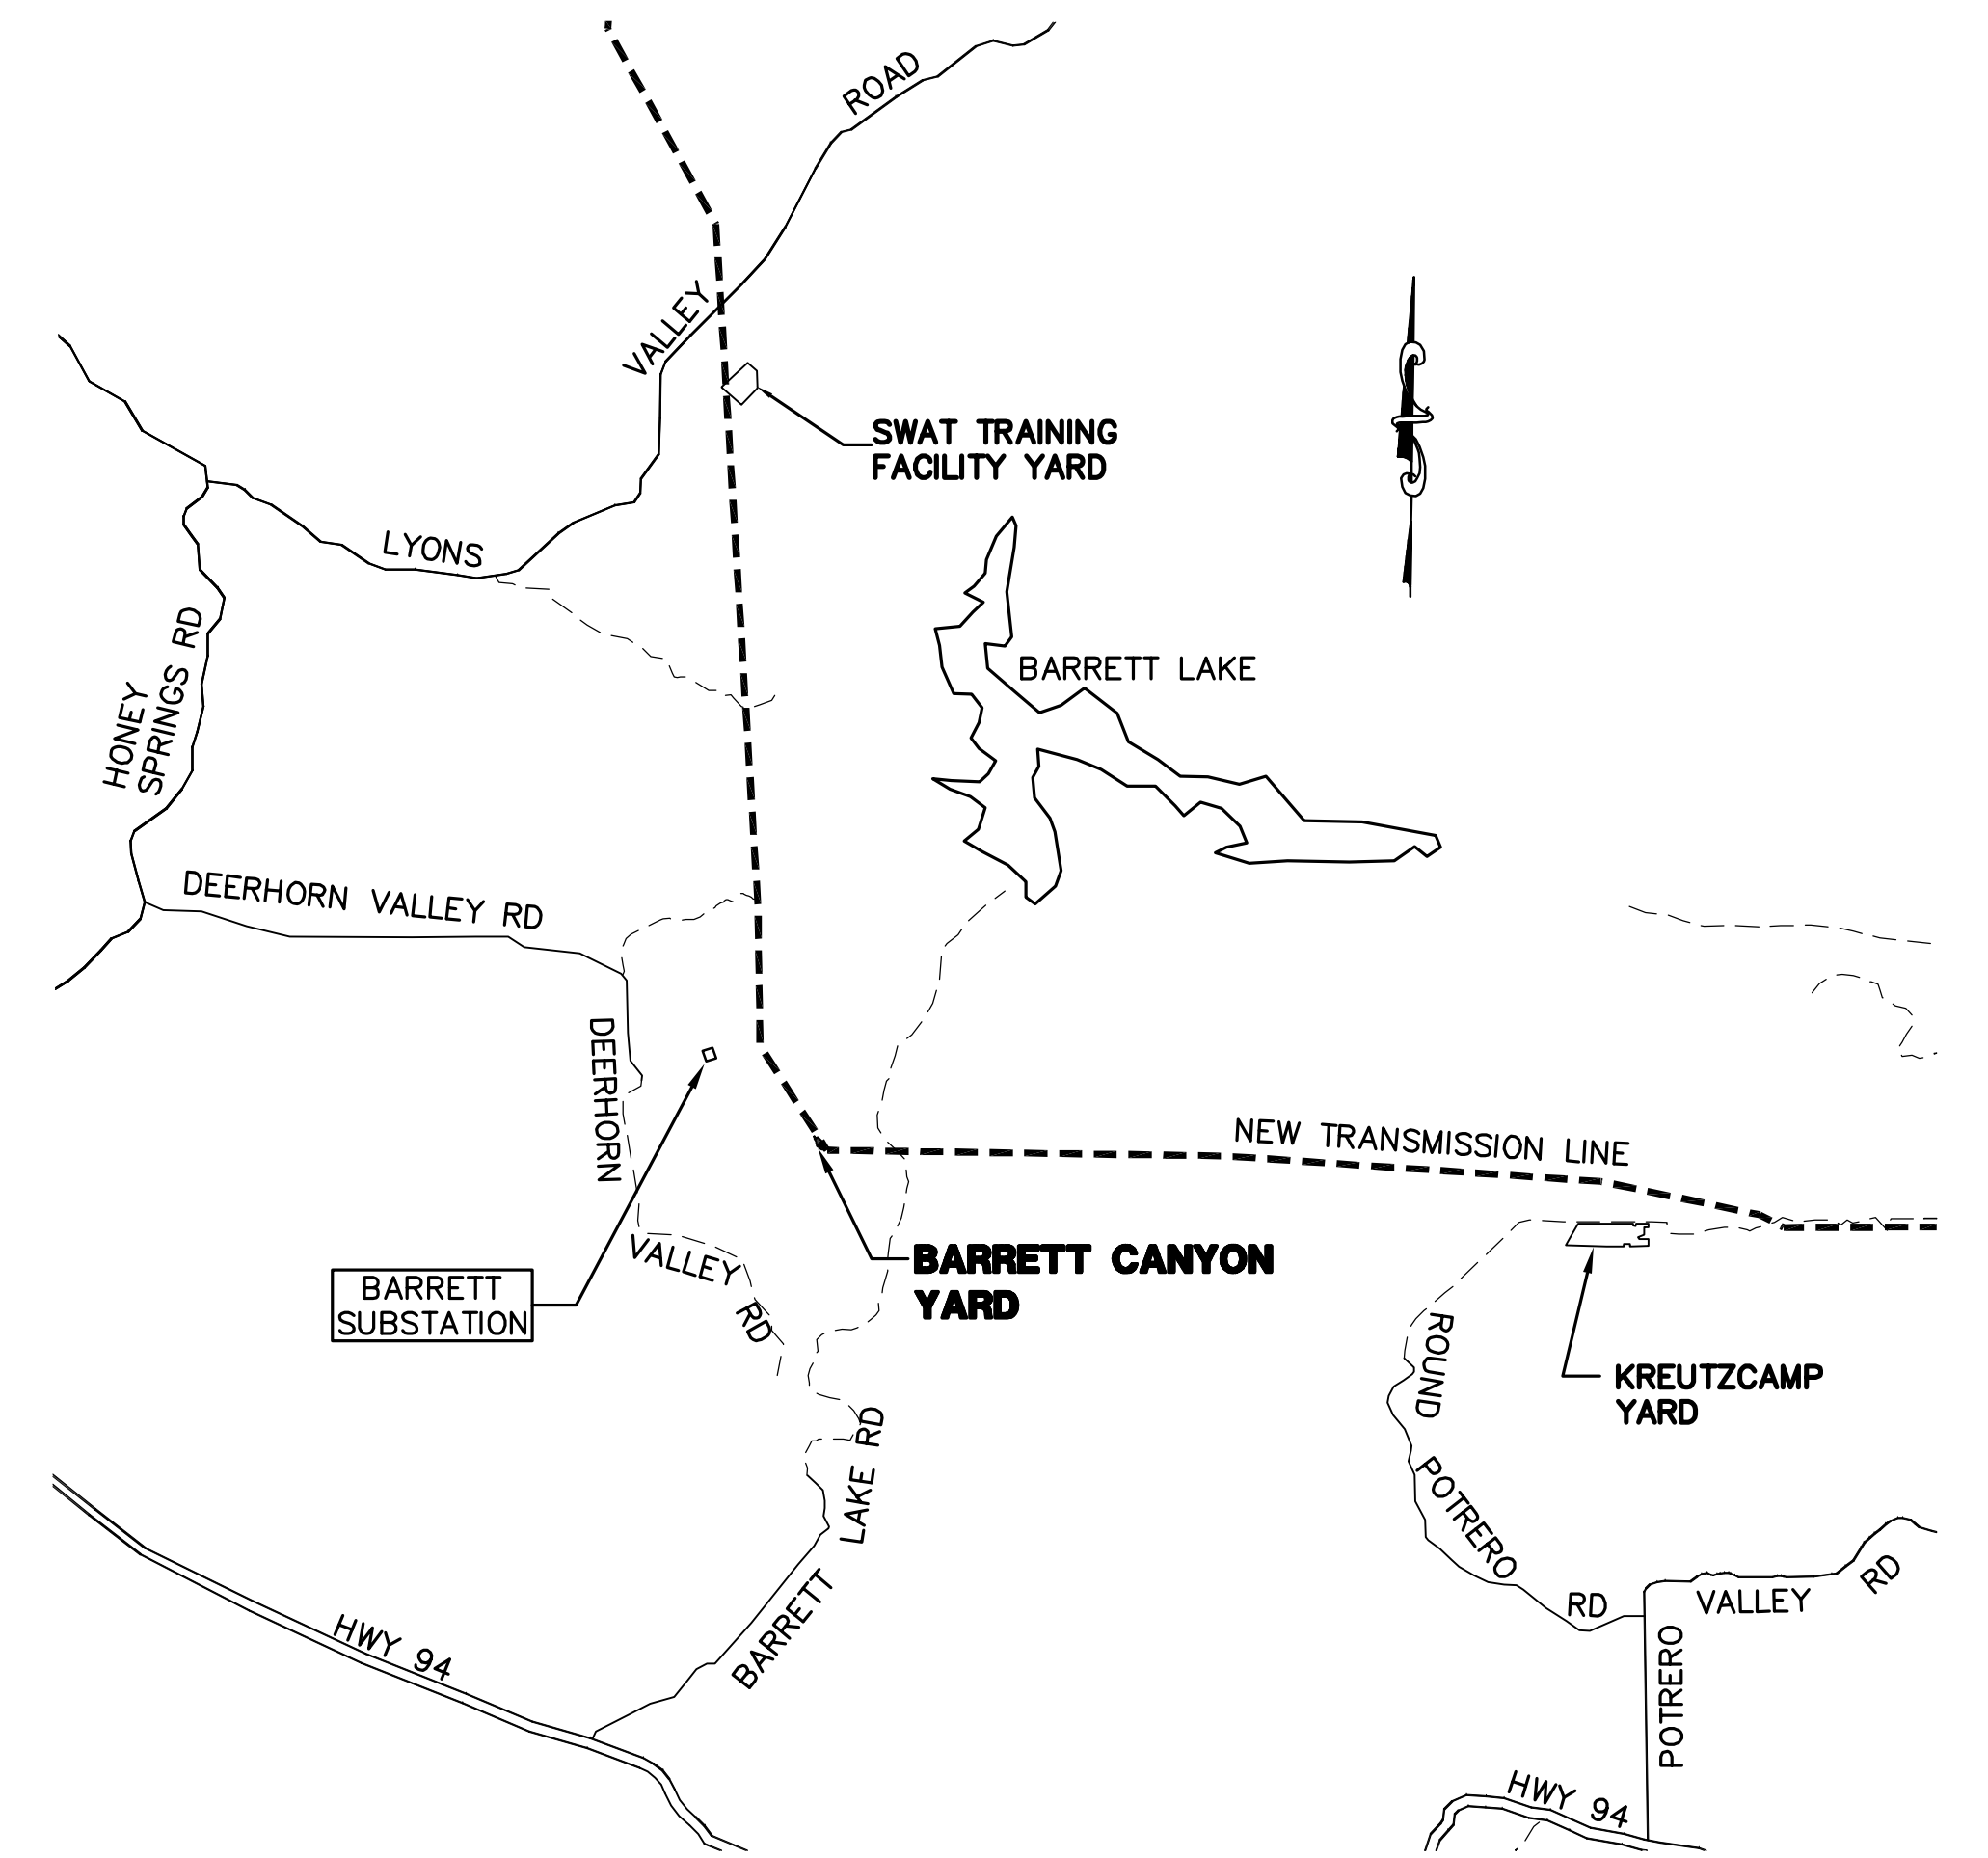 LYONS VALLEY ROAD
SWAT TRAINING
FACILITY YARD
BARRETT LAKE
HONEY
SPRINGS RD
DEERHORN VALLEY RD
DEERHORN VALLEY RD
NEW TRANSMISSION LINE
BARRETT
SUBSTATION
BARRETT CANYON
YARD
KREUTZCAMP
YARD
ROUND POTRERO RD
BARRETT LAKE RD
POTRERO VALLEY RD
HWY 94
HWY 94